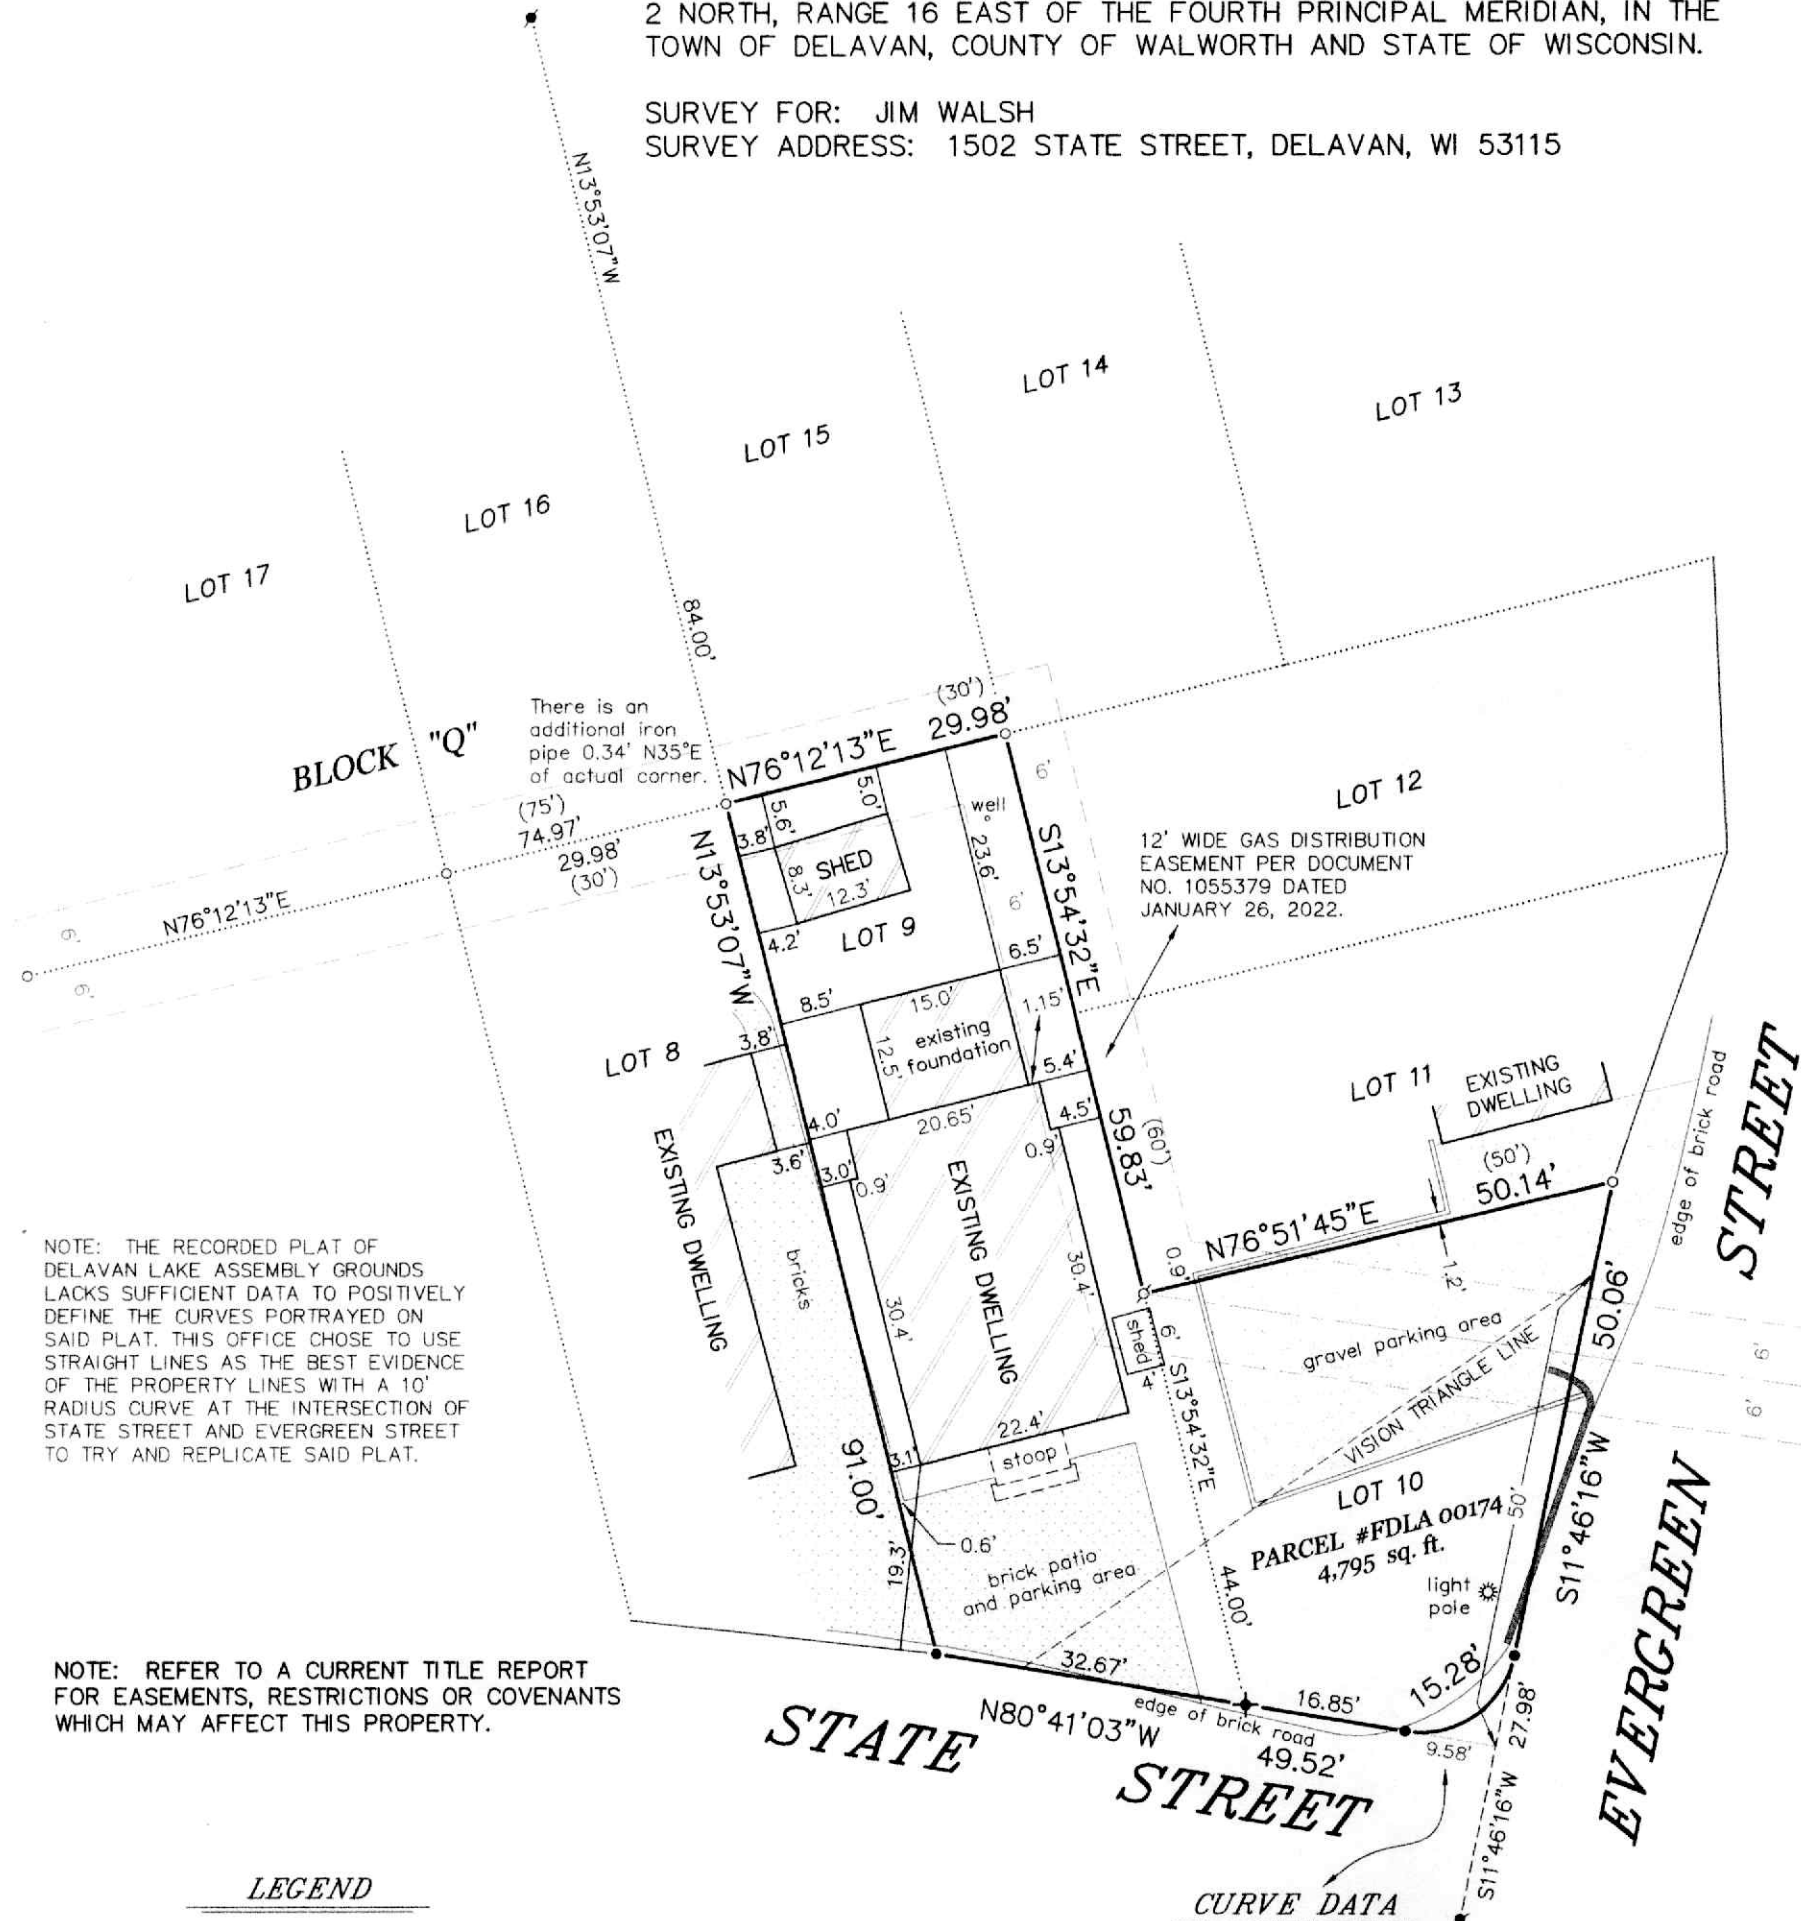 2 NORTH, RANGE 16 EAST OF THE FOURTH PRINCIPAL MERIDIAN, IN THE
TOWN OF DELAVAN, COUNTY OF WALWORTH AND STATE OF WISCONSIN.
SURVEY FOR: JIM WALSH
SURVEY ADDRESS: 1502 STATE STREET, DELAVAN, WI 53115
N13°53'07"W
LOT 14
LOT 13
LOT 15
LOT 16
LOT 17
84.00'
BLOCK "Q"
There is an
additional iron
pipe 0.34' N35°E
of actual corner.
(30')
N76°12'13"E 29.98'
(75')
74.97'
29.98'
(30')
N76°12'13"E
6'
6'
LOT 12
12' WIDE GAS DISTRIBUTION
EASEMENT PER DOCUMENT
NO. 1055379 DATED
JANUARY 26, 2022.
6'
well
23.6'
6'
S13°54'32"E
5.6'
5.0'
3.8'
SHED
8.3'
12.3'
N13°53'07"W
4.2'
LOT 9
6.5'
8.5'
15.0'
1.15'
existing
foundation
12.5'
5.4'
LOT 8
3.8'
4.0'
20.65'
4.5'
0.9'
59.83'
(60')
LOT 11
EXISTING
DWELLING
(50')
50.14'
N76°51'45"E
edge of brick road
EVERGREEN STREET
3.6'
3.0'
0.9'
EXISTING DWELLING
EXISTING DWELLING
bricks
30.4'
30.4'
0.9'
1.2'
gravel parking area
VISION TRIANGLE LINE
50.06'
6'
6'
shed
6'
4'
S13°54'32"E
NOTE: THE RECORDED PLAT OF
DELAVAN LAKE ASSEMBLY GROUNDS
LACKS SUFFICIENT DATA TO POSITIVELY
DEFINE THE CURVES PORTRAYED ON
SAID PLAT. THIS OFFICE CHOSE TO USE
STRAIGHT LINES AS THE BEST EVIDENCE
OF THE PROPERTY LINES WITH A 10'
RADIUS CURVE AT THE INTERSECTION OF
STATE STREET AND EVERGREEN STREET
TO TRY AND REPLICATE SAID PLAT.
91.00'
3.1'
22.4'
stoop
LOT 10
PARCEL #FDLA 00174
4,795 sq. ft.
50'
S11°46'16"W
0.6'
19.3'
brick patio
and parking area
44.00'
light
pole
NOTE: REFER TO A CURRENT TITLE REPORT
FOR EASEMENTS, RESTRICTIONS OR COVENANTS
WHICH MAY AFFECT THIS PROPERTY.
32.67'
16.85'
15.28'
27.98'
N80°41'03"W
edge of brick road
49.52'
9.58'
STATE STREET
S11°46'16"W
LEGEND
CURVE DATA